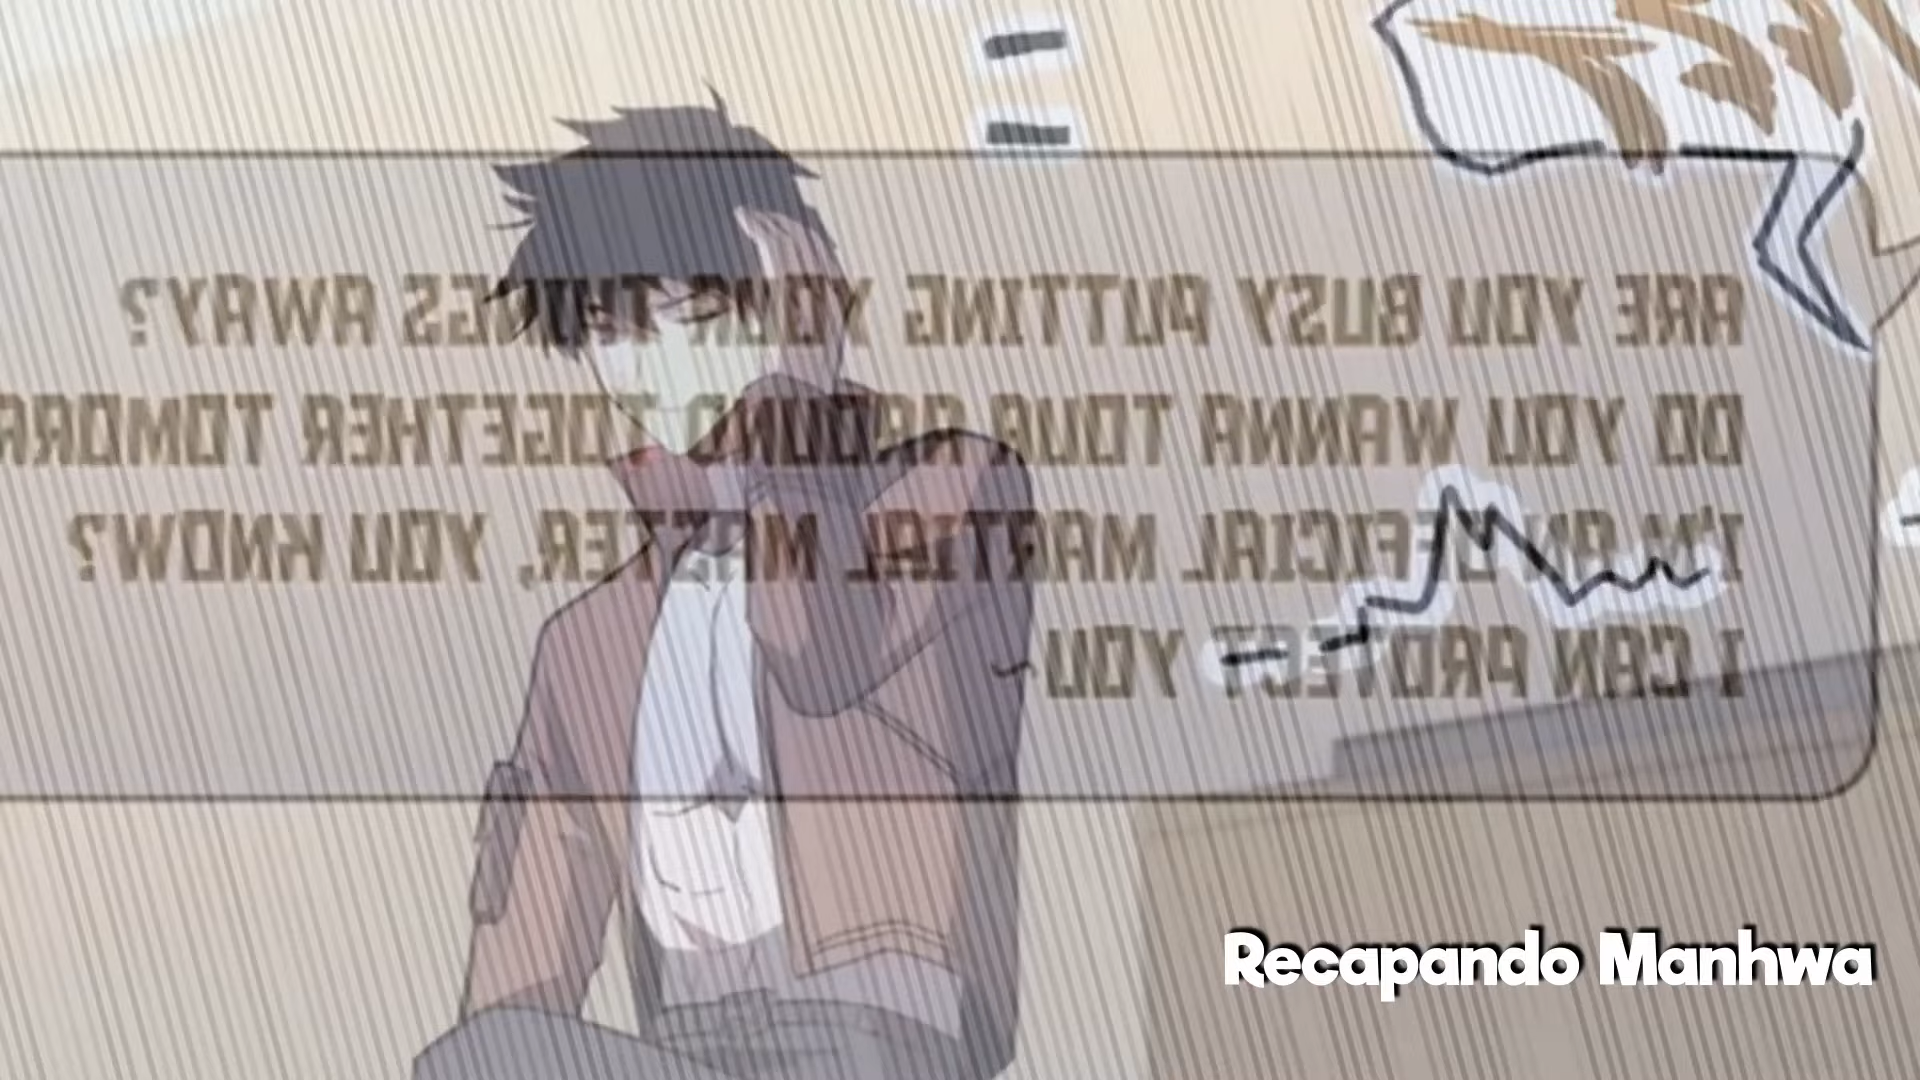 ARE YOU BUSY PUTTING YOUR THINGS AWAY?
DO YOU WANNA TOUR AROUND TOGETHER
I'M AN OFFICIAL MARTIAL MASTER, YOU KNOW?
I CAN PROTECT YOU~
Recapando Manhwa